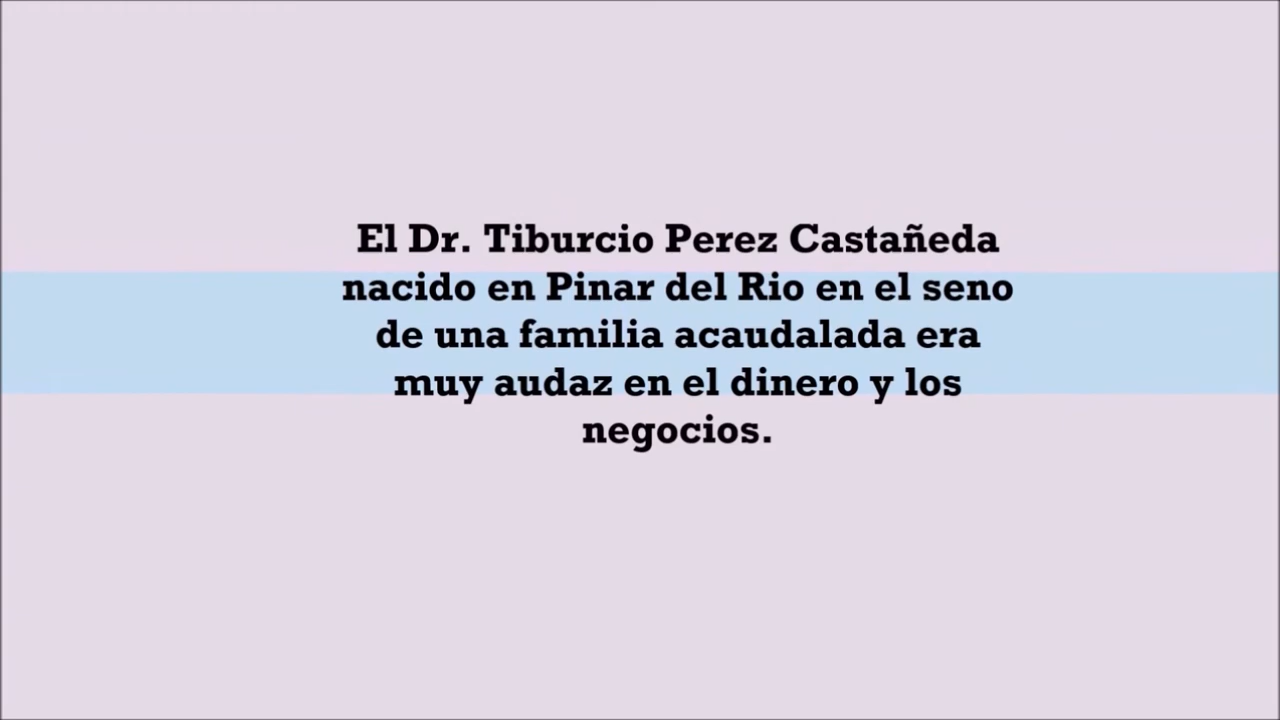 El Dr. Tiburcio Perez Castañeda
nacido en Pinar del Rio en el seno
de una familia acaudalada era
muy audaz en el dinero y los
negocios.